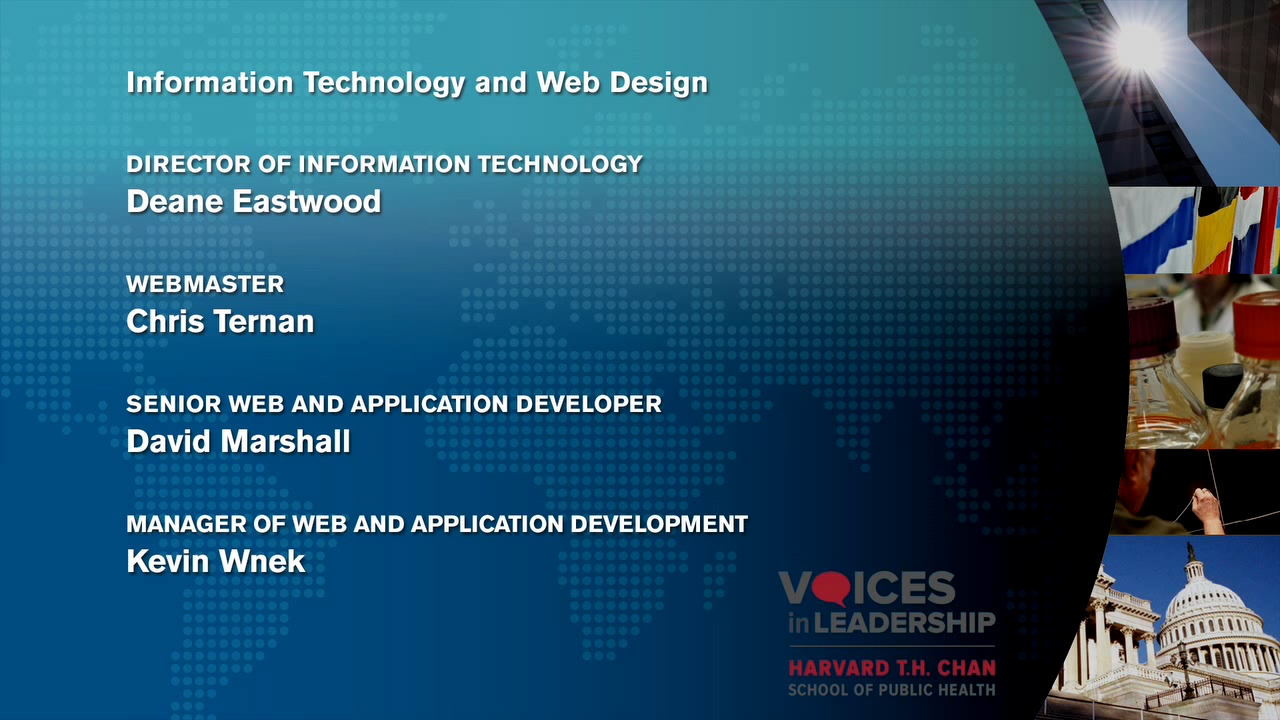 Information Technology and Web Design
DIRECTOR OF INFORMATION TECHNOLOGY
Deane Eastwood
WEBMASTER
Chris Ternan
SENIOR WEB AND APPLICATION DEVELOPER
David Marshall
MANAGER OF WEB AND APPLICATION DEVELOPMENT
Kevin Wnek
VOICES
in LEADERSHIP
HARVARD T.H. CHAN
SCHOOL OF PUBLIC HEALTH